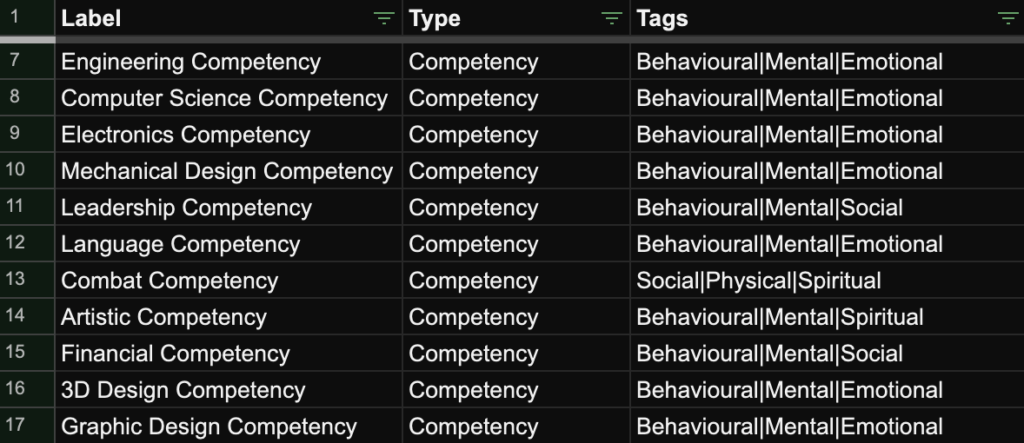 1 Label Type Tags
7 Engineering Competency Competency Behavioural|Mental|Emotional
8 Computer Science Competency Competency Behavioural|Mental|Emotional
9 Electronics Competency Competency Behavioural|Mental|Emotional
10 Mechanical Design Competency Competency Behavioural|Mental|Emotional
11 Leadership Competency Competency Behavioural|Mental|Social
12 Language Competency Competency Behavioural|Mental|Emotional
13 Combat Competency Competency Social|Physical|Spiritual
14 Artistic Competency Competency Behavioural|Mental|Spiritual
15 Financial Competency Competency Behavioural|Mental|Social
16 3D Design Competency Competency Behavioural|Mental|Emotional
17 Graphic Design Competency Competency Behavioural|Mental|Emotional